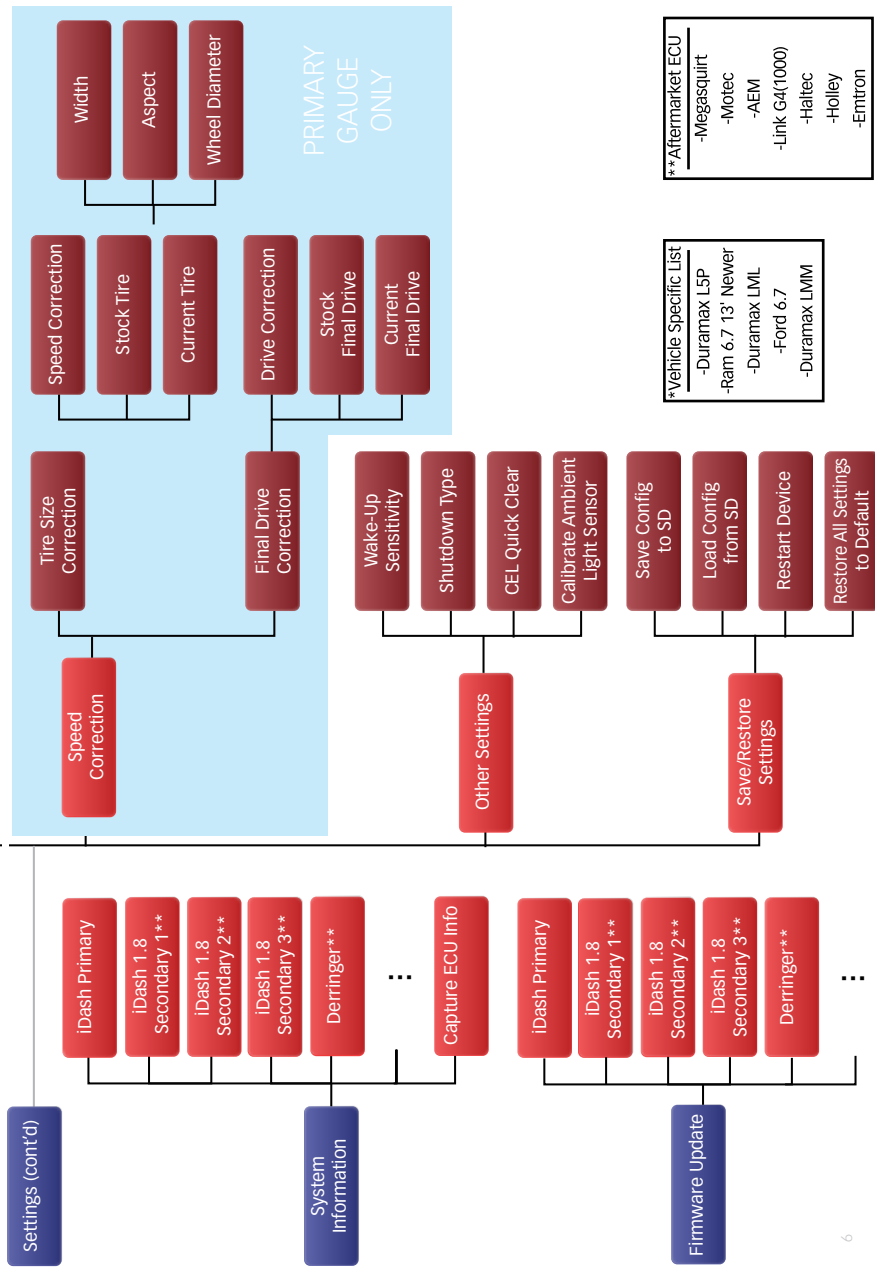 Settings (cont'd)
Speed
Correction
Tire Size
Correction
Speed Correction
Stock Tire
Current Tire
Width
Aspect
Wheel Diameter
Final Drive
Correction
Drive Correction
Stock
Final Drive
Current
Final Drive
PRIMARY
GAUGE
ONLY
Other Settings
Wake-Up
Sensitivity
Shutdown Type
CEL Quick Clear
Calibrate Ambient
Light Sensor
Save/Restore
Settings
Save Config
to SD
Load Config
from SD
Restart Device
Restore All Settings
to Default
System
Information
iDash Primary
iDash 1.8
Secondary 1**
iDash 1.8
Secondary 2**
iDash 1.8
Secondary 3**
Derringer**
...
Capture ECU Info
Firmware Update
iDash Primary
iDash 1.8
Secondary 1**
iDash 1.8
Secondary 2**
iDash 1.8
Secondary 3**
Derringer**
...
*Vehicle Specific List
-Duramax L5P
-Ram 6.7 13' Newer
-Duramax LML
-Ford 6.7
-Duramax LMM
**Aftermarket ECU
-Megasquirt
-Motec
-AEM
-Link G4(1000)
-Haltec
-Holley
-Emtron
6